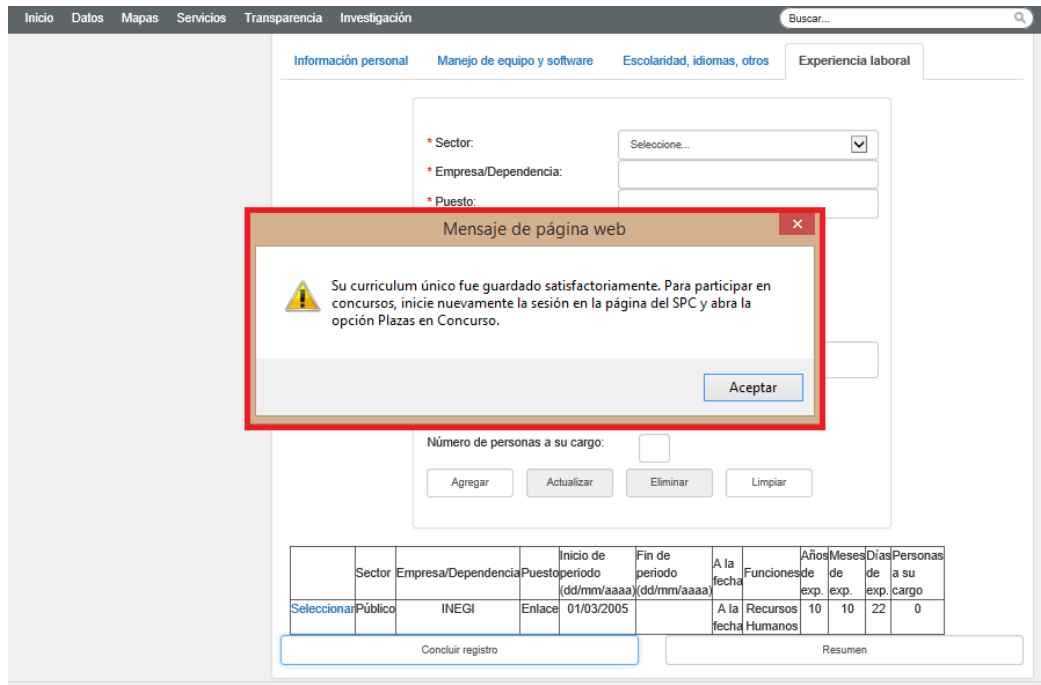 Inicio Datos Mapas Servicios Transparencia Investigación Buscar...
Información personal Manejo de equipo y software Escolaridad, idiomas, otros Experiencia laboral
* Sector: Seleccione...
* Empresa/Dependencia:
* Puesto:
Mensaje de página web
Su curriculum único fue guardado satisfactoriamente. Para participar en
concursos, inicie nuevamente la sesión en la página del SPC y abra la
opción Plazas en Concurso.
Aceptar
Número de personas a su cargo:
Agregar Actualizar Eliminar Limpiar
Sector Empresa/Dependencia Puesto Inicio de periodo (dd/mm/aaaa) Fin de periodo (dd/mm/aaaa) A la fecha Funciones Años de exp. Meses de exp. Días de exp. Personas a su cargo
Seleccionar Público INEGI Enlace 01/03/2005 A la fecha Recursos Humanos 10 10 22 0
Concluir registro Resumen